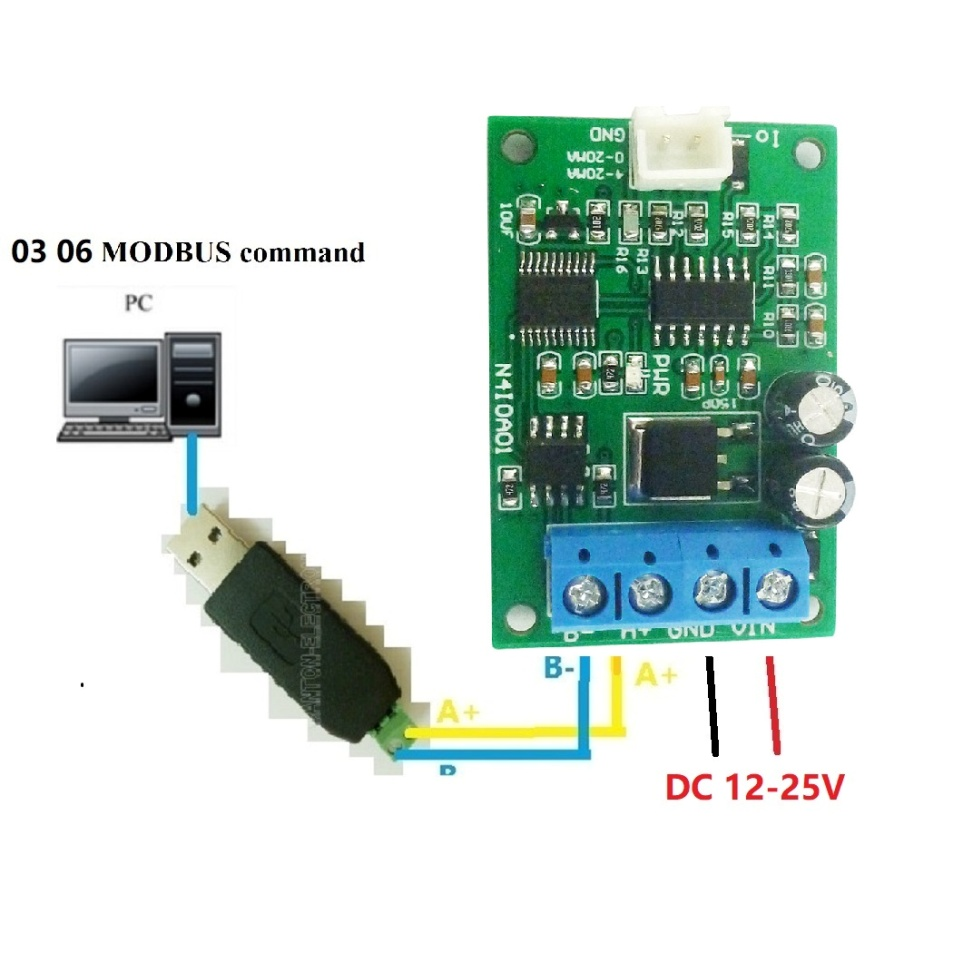 03 06 MODBUS command
PC
GND
Io
0-20MA
4-20MA
10UF
R16
R13
R12
R15
R14
R11
R10
PWR
150P
N4IOA01
B-
A+
GND
VIN
B-
A+
A+
DC 12-25V